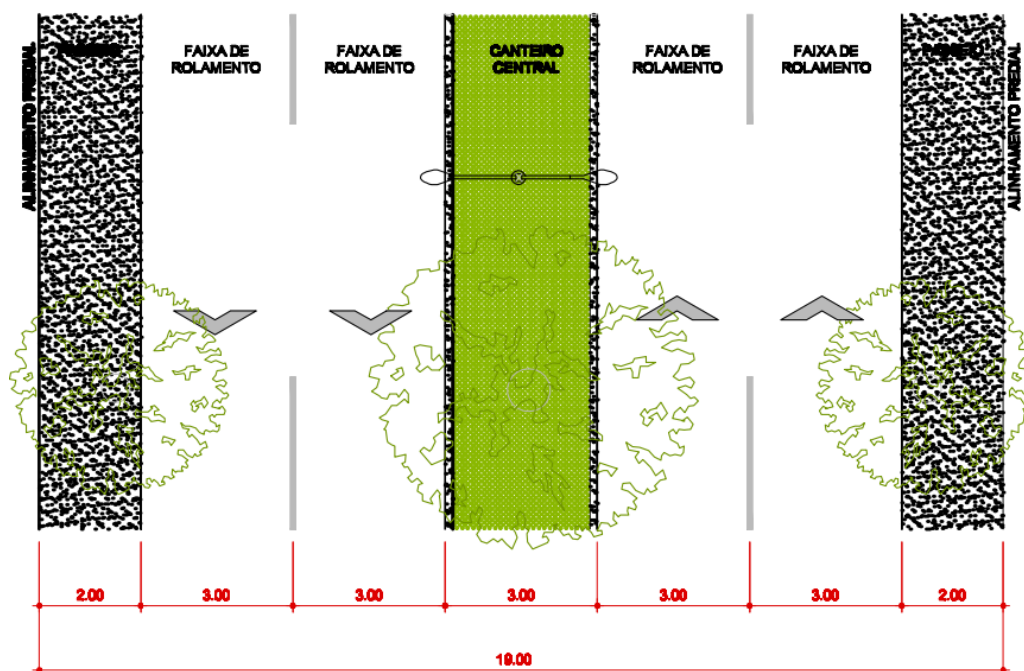 ALINHAMENTO PREDIAL
FAIXA DE
ROLAMENTO
FAIXA DE
ROLAMENTO
CANTEIRO
CENTRAL
FAIXA DE
ROLAMENTO
FAIXA DE
ROLAMENTO
ALINHAMENTO PREDIAL
2.00
3.00
3.00
3.00
3.00
3.00
2.00
19.00